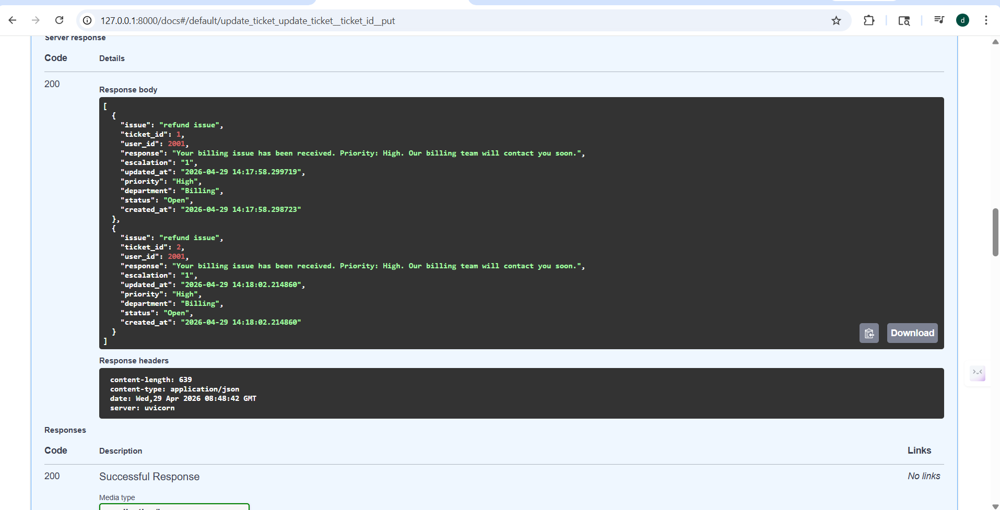 127.0.0.1:8000/docs#/default/update_ticket_update_ticket__ticket_id__put
d
Server response
Code Details
200
Response body
[
  {
    "issue": "refund issue",
    "ticket_id": 1,
    "user_id": 2001,
    "response": "Your billing issue has been received. Priority: High. Our billing team will contact you soon.",
    "escalation": "1",
    "updated_at": "2026-04-29 14:17:58.299719",
    "priority": "High",
    "department": "Billing",
    "status": "Open",
    "created_at": "2026-04-29 14:17:58.298723"
  },
  {
    "issue": "refund issue",
    "ticket_id": 2,
    "user_id": 2001,
    "response": "Your billing issue has been received. Priority: High. Our billing team will contact you soon.",
    "escalation": "1",
    "updated_at": "2026-04-29 14:18:02.214860",
    "priority": "High",
    "department": "Billing",
    "status": "Open",
    "created_at": "2026-04-29 14:18:02.214860"
  }
]
Download
Response headers
content-length: 639
content-type: application/json
date: Wed,29 Apr 2026 08:48:42 GMT
server: uvicorn
Responses
Code Description Links
200 Successful Response No links
Media type